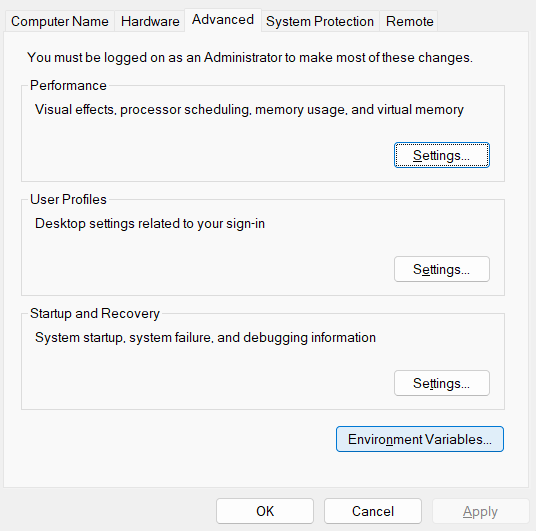 Computer Name Hardware Advanced System Protection Remote
You must be logged on as an Administrator to make most of these changes.
Performance
Visual effects, processor scheduling, memory usage, and virtual memory
Settings...
User Profiles
Desktop settings related to your sign-in
Settings...
Startup and Recovery
System startup, system failure, and debugging information
Settings...
Environment Variables...
OK Cancel Apply